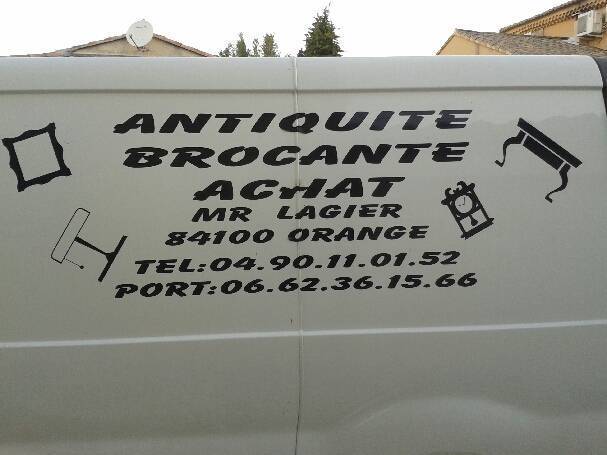 ANTIQUITE
BROCANTE
ACHAT
MR LAGIER
84100 ORANGE
TEL:04.90.11.01.52
PORT:06.62.36.15.66